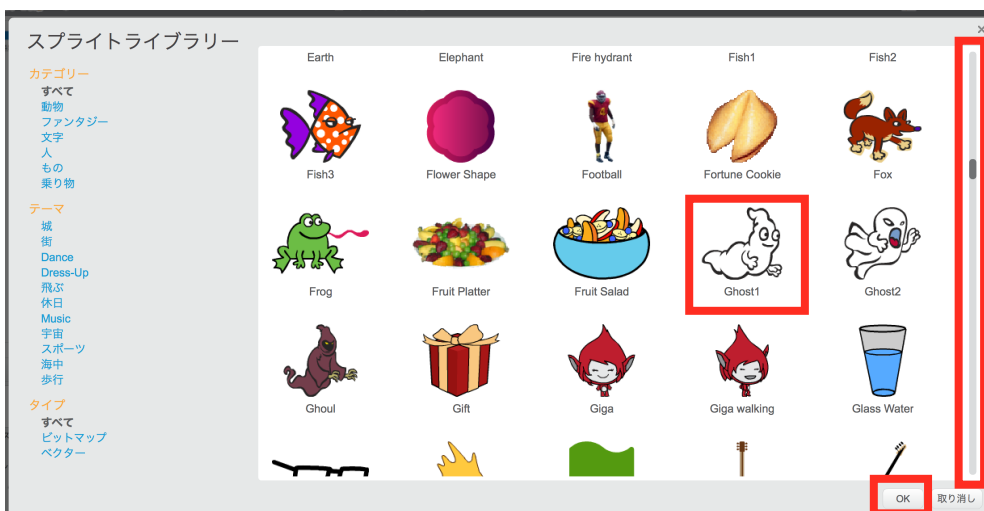 スプライトライブラリー
×
カテゴリー
すべて
動物
ファンタジー
文字
人
もの
乗り物
テーマ
城
街
Dance
Dress-Up
飛ぶ
休日
Music
宇宙
スポーツ
海中
歩行
タイプ
すべて
ビットマップ
ベクター
Earth Elephant Fire hydrant Fish1 Fish2
Fish3 Flower Shape Football Fortune Cookie Fox
Frog Fruit Platter Fruit Salad Ghost1 Ghost2
Ghoul Gift Giga Giga walking Glass Water
OK 取り消し